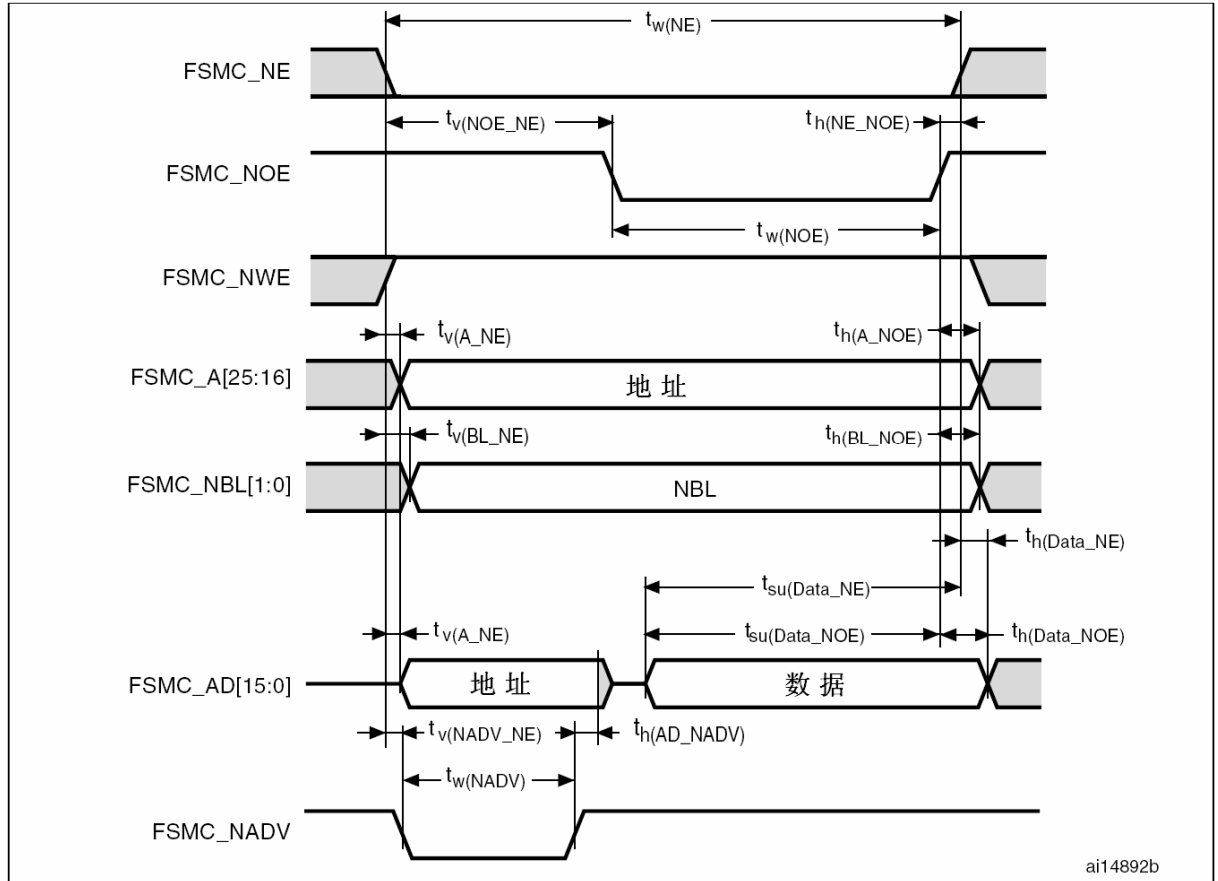 tw(NE)
FSMC_NE
tv(NOE_NE)
th(NE_NOE)
FSMC_NOE
tw(NOE)
FSMC_NWE
tv(A_NE)
th(A_NOE)
FSMC_A[25:16]
地址
tv(BL_NE)
th(BL_NOE)
FSMC_NBL[1:0]
NBL
th(Data_NE)
tsu(Data_NE)
tv(A_NE)
tsu(Data_NOE)
th(Data_NOE)
FSMC_AD[15:0]
地址
数据
tv(NADV_NE)
th(AD_NADV)
tw(NADV)
FSMC_NADV
ai14892b